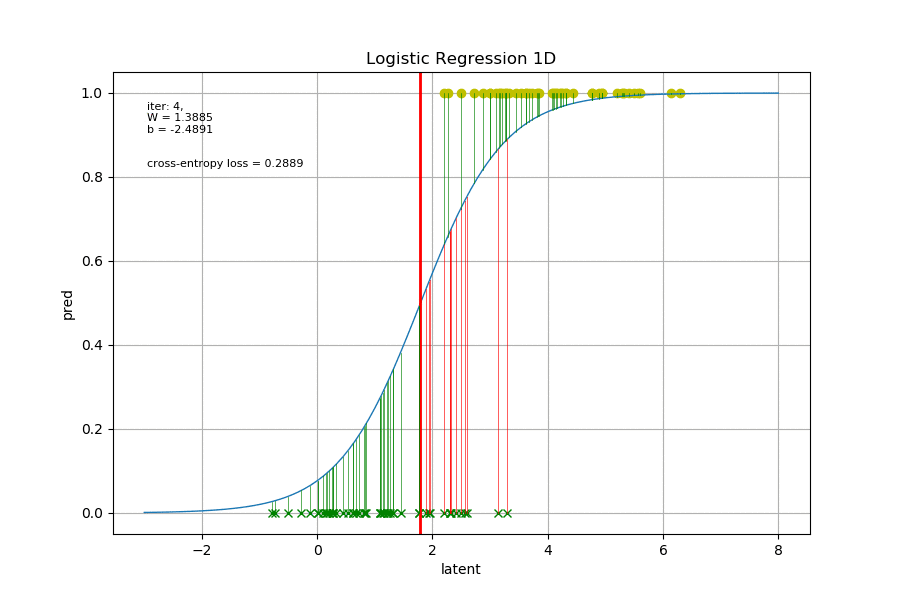 Logistic Regression 1D
iter: 4,
W = 1.3885
b = -2.4891
cross-entropy loss = 0.2889
1.0
0.8
0.6
0.4
0.2
0.0
pred
−2 0 2 4 6 8
latent